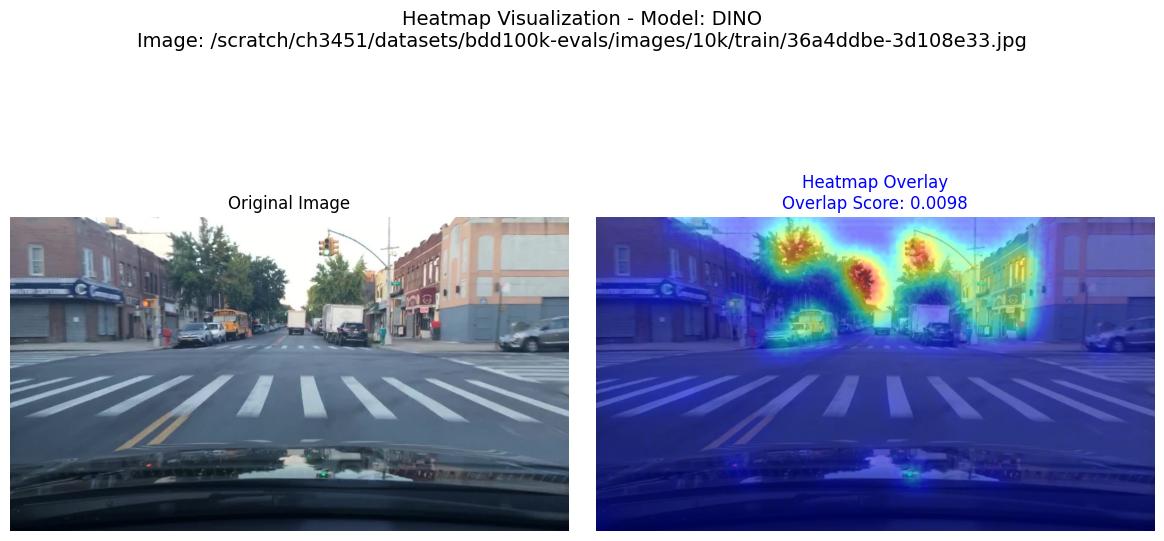 Heatmap Visualization - Model: DINO
Image: /scratch/ch3451/datasets/bdd100k-evals/images/10k/train/36a4ddbe-3d108e33.jpg
Original Image
Heatmap Overlay
Overlap Score: 0.0098